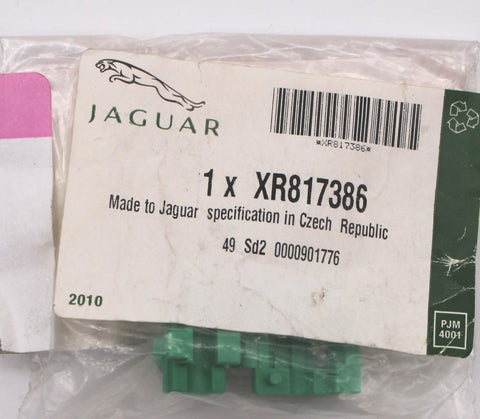 JAGUAR
*XR817386*
1 x XR817386
Made to Jaguar specification in Czech Republic
49 Sd2 0000901776
2010
PJM
4001